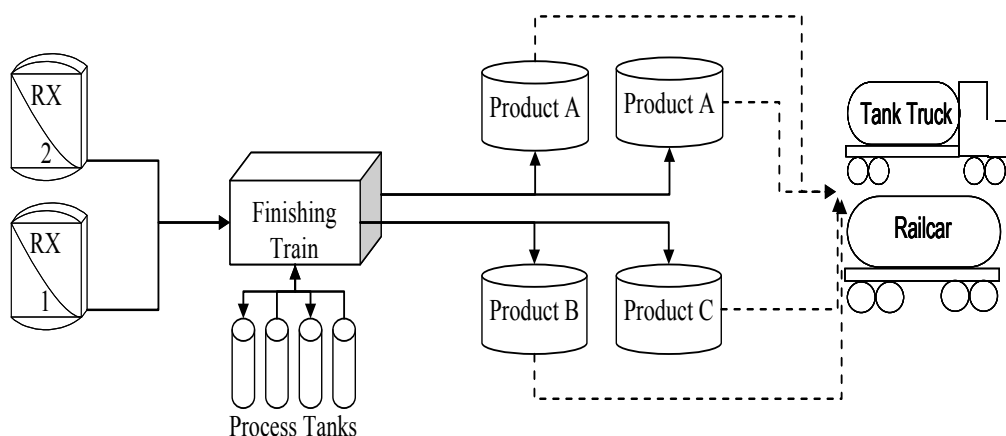 RX
2
RX
1
Finishing
Train
Process Tanks
Product A
Product A
Product B
Product C
Tank Truck
Railcar